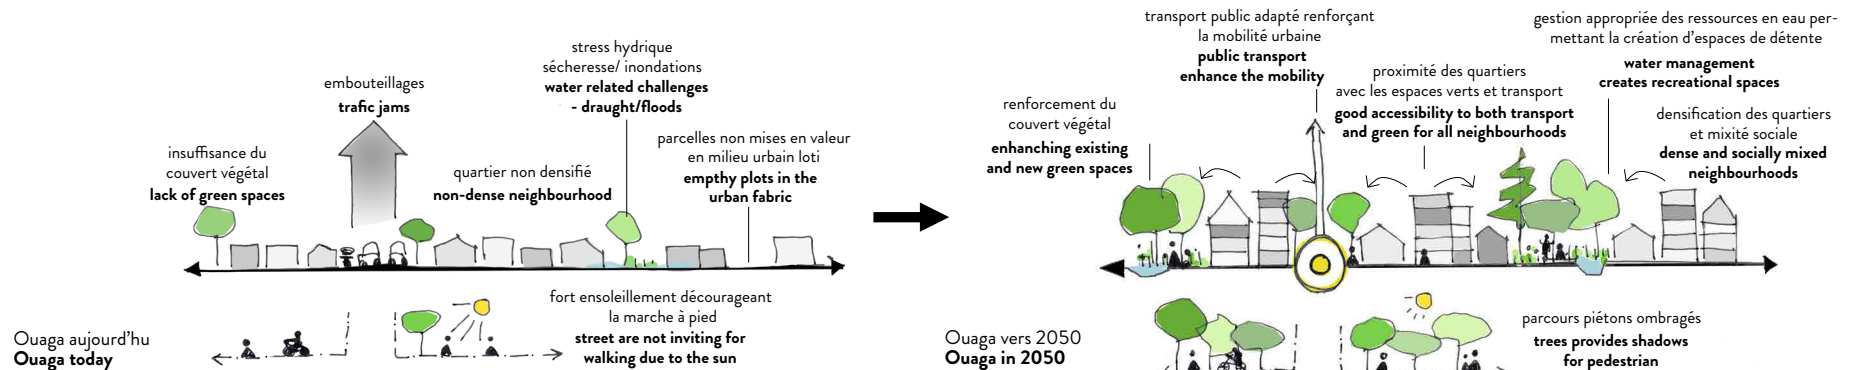 embouteillages
trafic jams
stress hydrique
sécheresse/ inondations
water related challenges
- draught/floods
insuffisance du
couvert végétal
lack of green spaces
quartier non densifié
non-dense neighbourhood
parcelles non mises en valeur
en milieu urbain loti
empthy plots in the
urban fabric
Ouaga aujourd'hu
Ouaga today
fort ensoleillement décourageant
la marche à pied
street are not inviting for
walking due to the sun
transport public adapté renforçant
la mobilité urbaine
public transport
enhance the mobility
gestion appropriée des ressources en eau per-
mettant la création d'espaces de détente
water management
creates recreational spaces
renforcement du
couvert végétal
enhanching existing
and new green spaces
proximité des quartiers
avec les espaces verts et transport
good accessibility to both transport
and green for all neighbourhoods
densification des quartiers
et mixité sociale
dense and socially mixed
neighbourhoods
Ouaga vers 2050
Ouaga in 2050
parcours piétons ombragés
trees provides shadows
for pedestrian